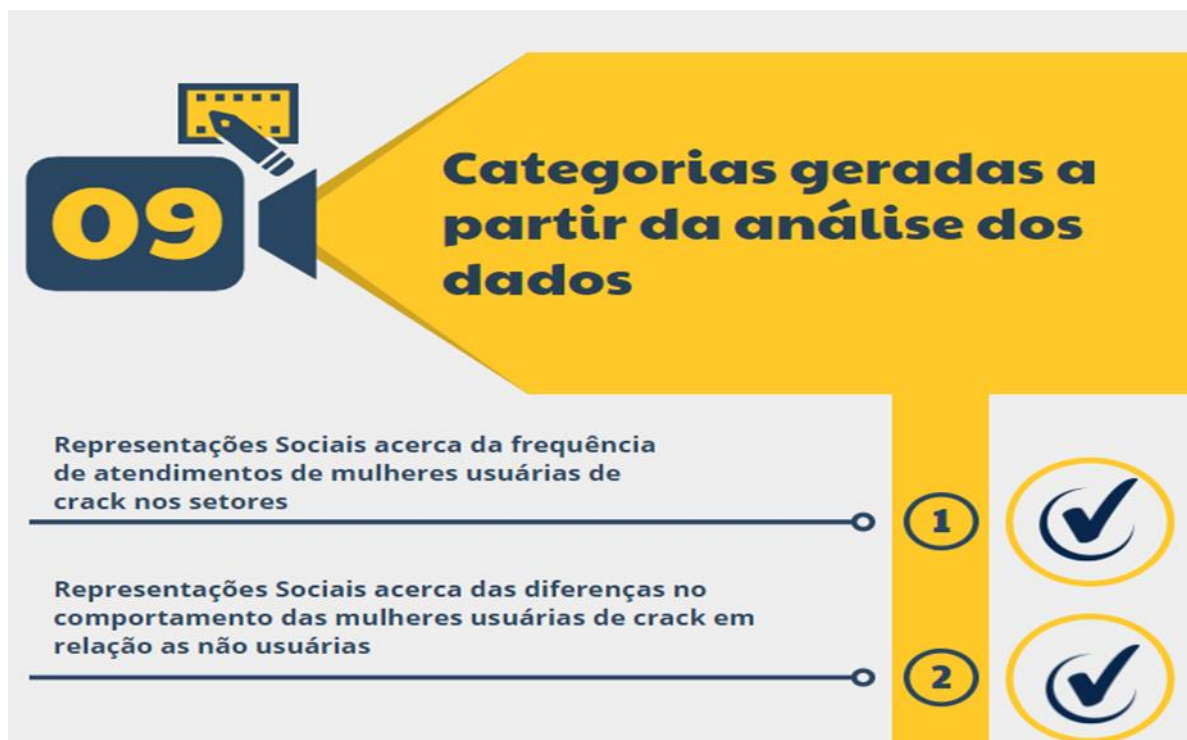 09
Categorias geradas a
partir da análise dos
dados
Representações Sociais acerca da frequência
de atendimentos de mulheres usuárias de
crack nos setores
1
Representações Sociais acerca das diferenças no
comportamento das mulheres usuárias de crack em
relação as não usuárias
2